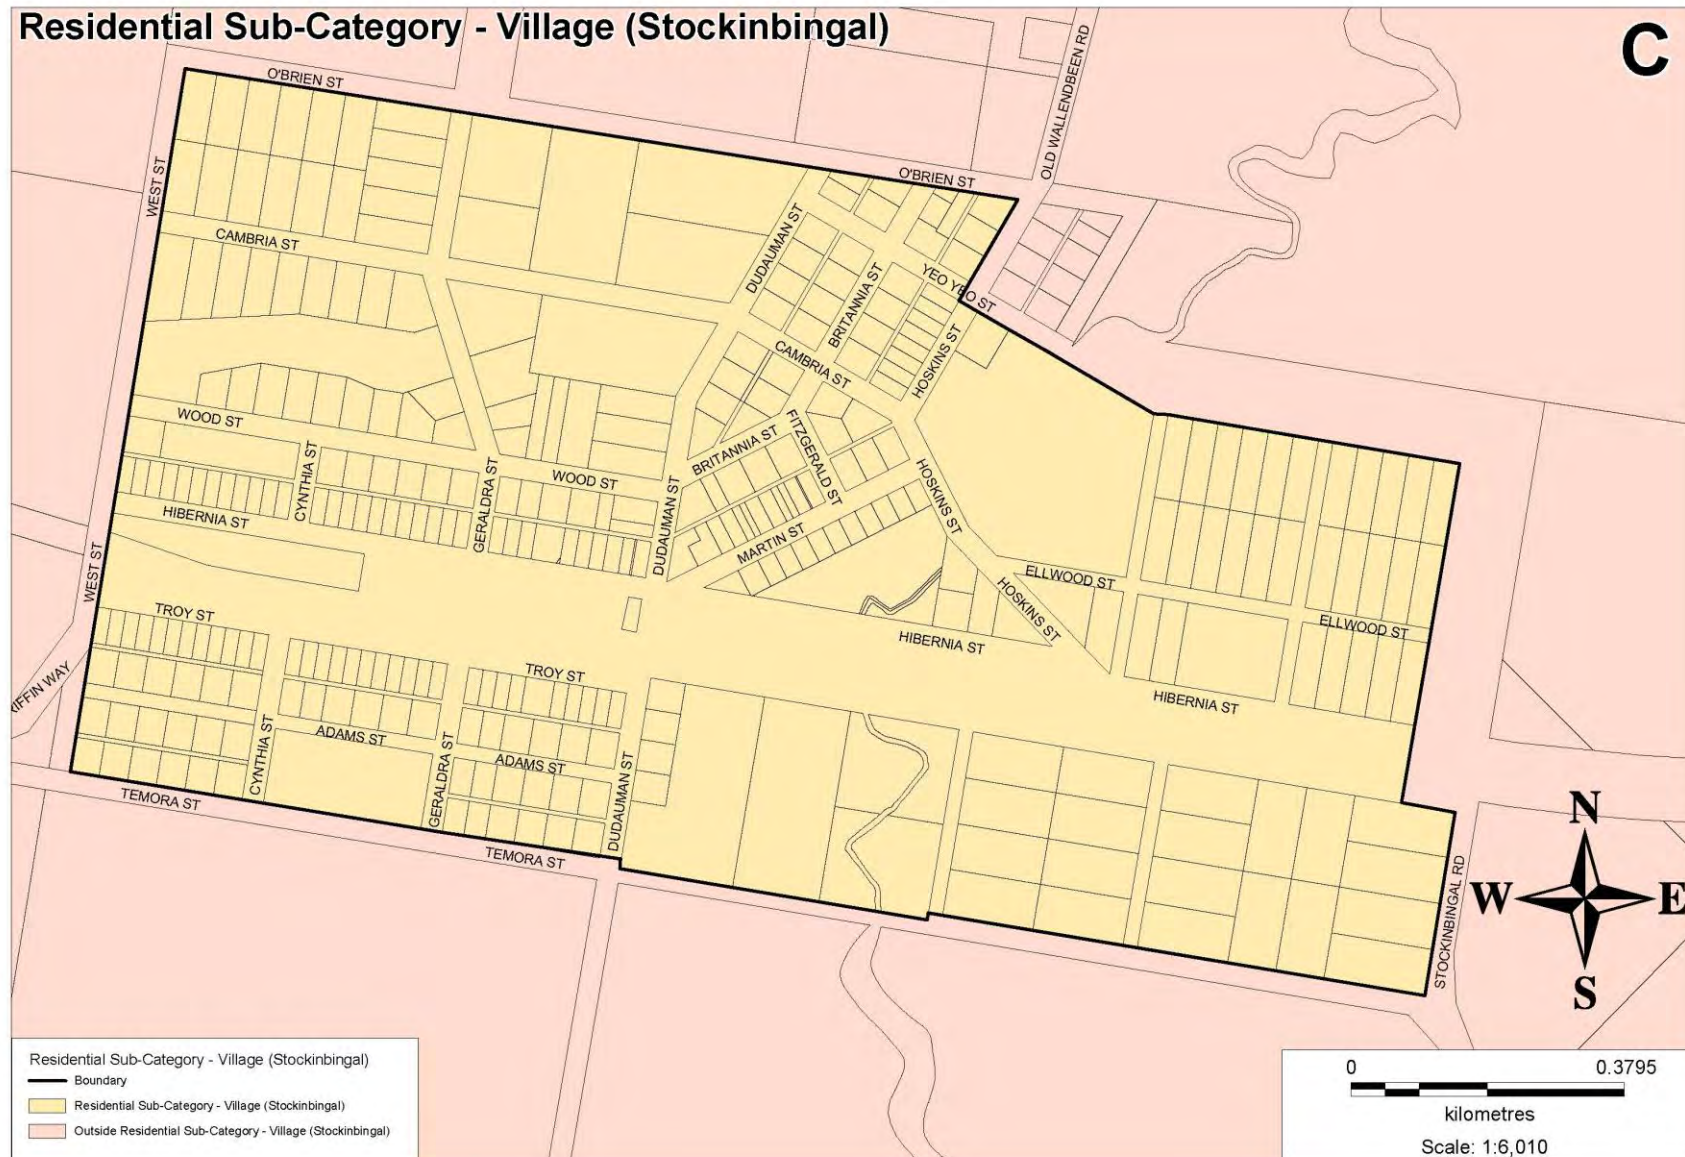 Residential Sub-Category - Village (Stockinbingal)
C
O'BRIEN ST
OLD WALLENDBEEN RD
WEST ST
O'BRIEN ST
CAMBRIA ST
DUDAUMAN ST
YEO YEO ST
BRITANNIA ST
CAMBRIA ST
HOSKINS ST
WOOD ST
FITZGERALD ST
BRITANNIA ST
CYNTHIA ST
GERALDRA ST
WOOD ST
HOSKINS ST
HIBERNIA ST
DUDAUMAN ST
MARTIN ST
WEST ST
ELLWOOD ST
HOSKINS ST
TROY ST
ELLWOOD ST
HIBERNIA ST
TROY ST
IFFIN WAY
HIBERNIA ST
ADAMS ST
CYNTHIA ST
GERALDRA ST
ADAMS ST
DUDAUMAN ST
TEMORA ST
TEMORA ST
STOCKINBINGAL RD
N
W
E
S
Residential Sub-Category - Village (Stockinbingal)
Boundary
Residential Sub-Category - Village (Stockinbingal)
Outside Residential Sub-Category - Village (Stockinbingal)
0 0.3795
kilometres
Scale: 1:6,010